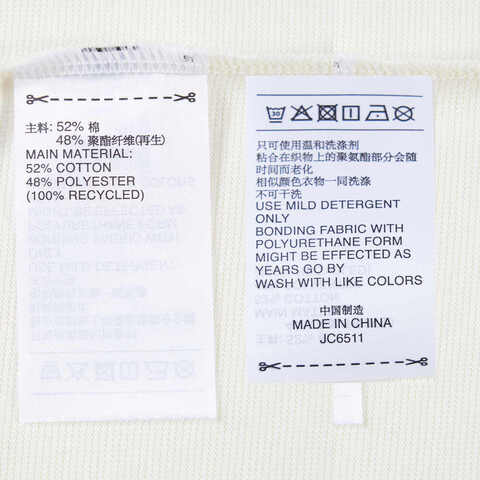 主料: 52% 棉
48% 聚酯纤维(再生)
MAIN MATERIAL:
52% COTTON
48% POLYESTER
(100% RECYCLED)
30
只可使用温和洗涤剂
粘合在织物上的聚氨酯部分会随
时间而老化
相似颜色衣物一同洗涤
不可干洗
USE MILD DETERGENT
ONLY
BONDING FABRIC WITH
POLYURETHANE FORM
MIGHT BE EFFECTED AS
YEARS GO BY
WASH WITH LIKE COLORS
中国制造
MADE IN CHINA
JC6511